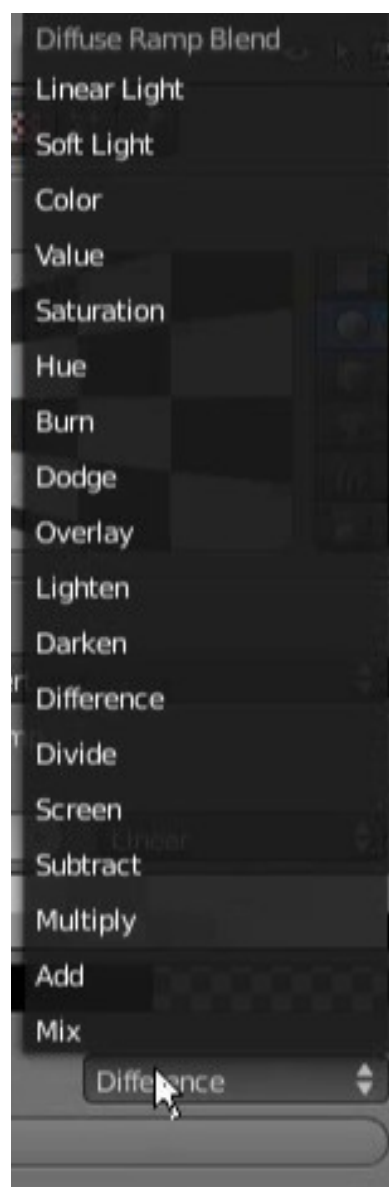 Diffuse Ramp Blend
Linear Light
Soft Light
Color
Value
Saturation
Hue
Burn
Dodge
Overlay
Lighten
Darken
Difference
Divide
Screen
Linear
Subtract
Multiply
Add
Mix
Difference